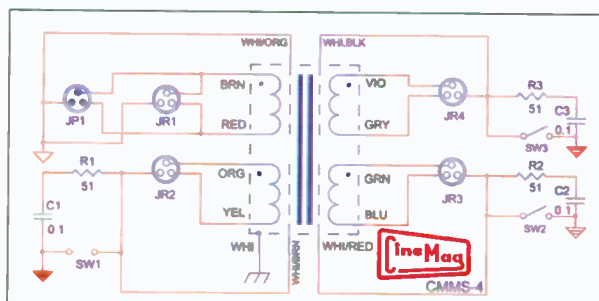 WHI/ORG
WHI/BLK
BRN
VIO
JP1
JR1
JR4
R3
51
C3
0.1
RED
GRY
SW3
R1
51
ORG
GRN
R2
51
JR2
JR3
C1
0.1
C2
0.1
YEL
BLU
SW2
WHI
SW1
WHI/BRN
WHI/RED
CineMag
CMMS-4